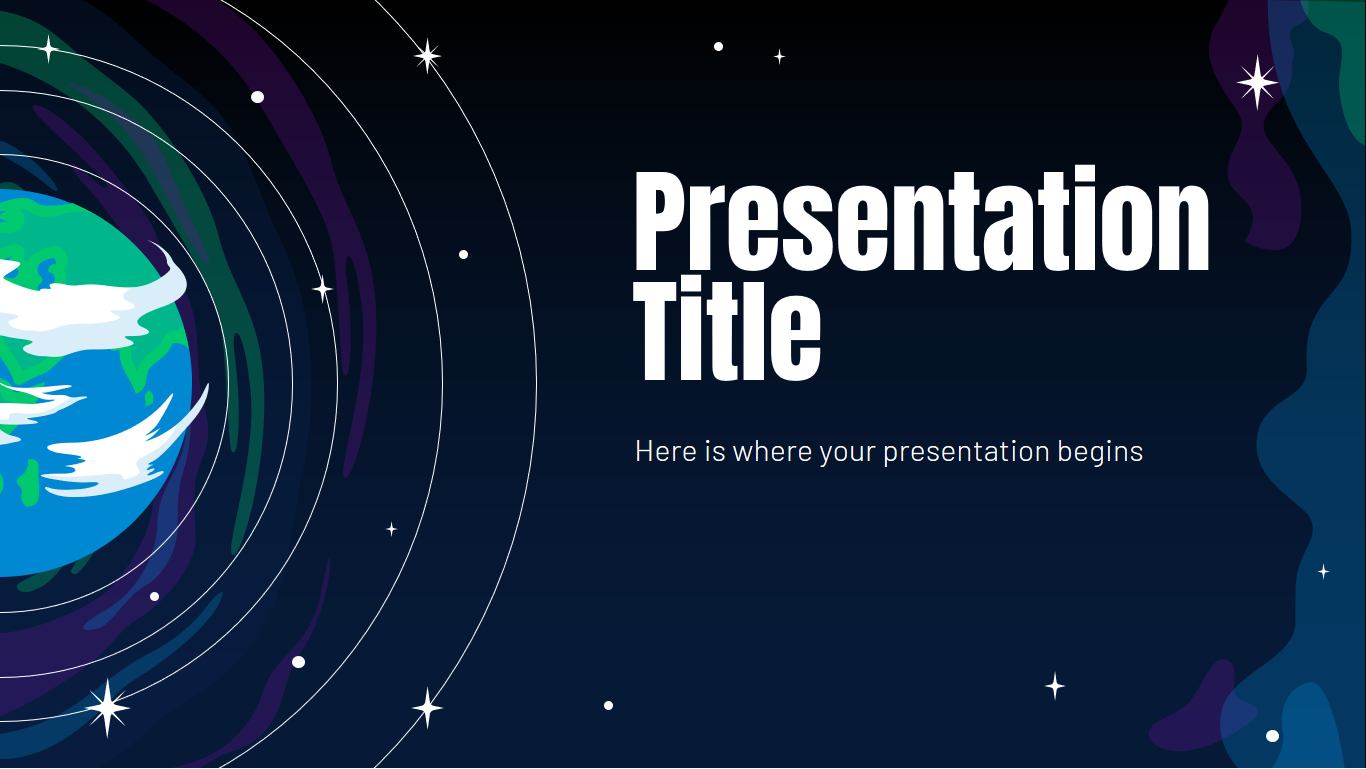 Presentation
Title
Here is where your presentation begins